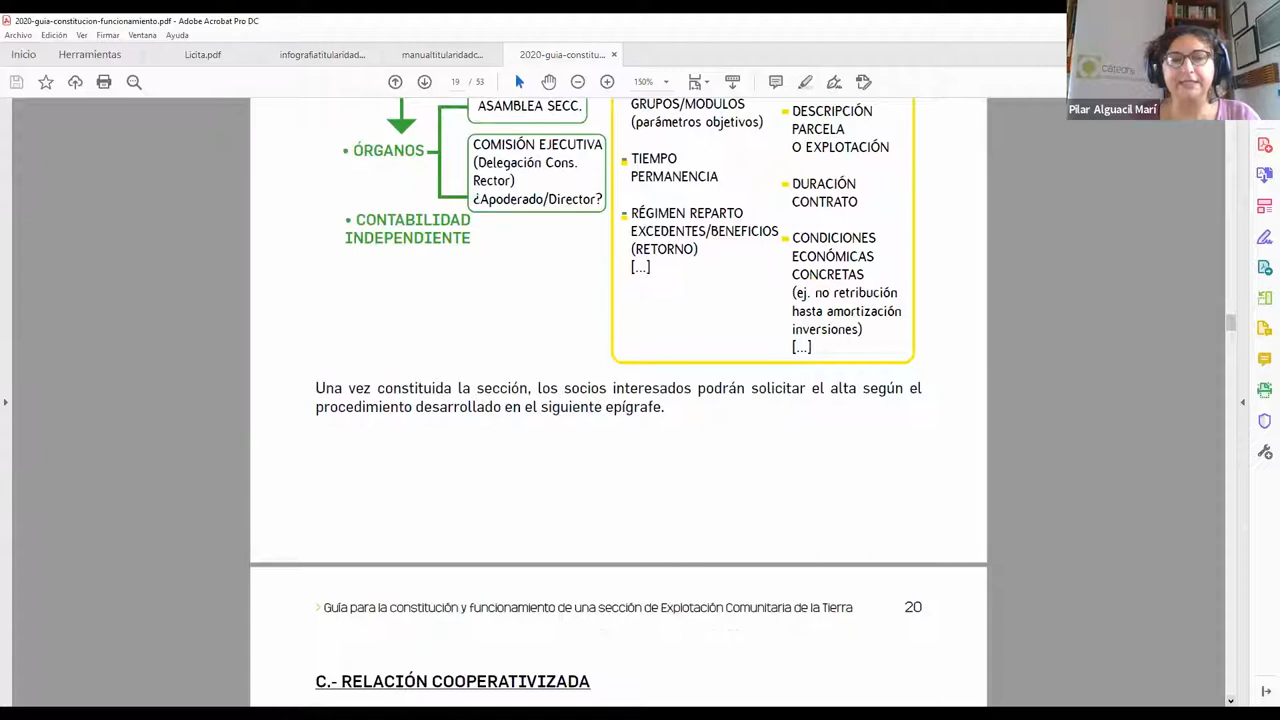 2020-guia-constitucion-funcionamiento.pdf - Adobe Acrobat Pro DC
Archivo Edición Ver Firmar Ventana Ayuda
Inicio Herramientas Licita.pdf infografiatitularidad... manualtitularidadc... 2020-guia-constitu... ×
19 / 53 150%
Pilar Alguacil Marí
ASAMBLEA SECC.
• ÓRGANOS
COMISIÓN EJECUTIVA
(Delegación Cons.
Rector)
¿Apoderado/Director?
• CONTABILIDAD
INDEPENDIENTE
GRUPOS/MÓDULOS
(parámetros objetivos)
TIEMPO
PERMANENCIA
RÉGIMEN REPARTO
EXCEDENTES/BENEFICIOS
(RETORNO)
[...]
DESCRIPCIÓN
PARCELA
O EXPLOTACIÓN
DURACIÓN
CONTRATO
CONDICIONES
ECONÓMICAS
CONCRETAS
(ej. no retribución
hasta amortización
inversiones)
[...]
Una vez constituida la sección, los socios interesados podrán solicitar el alta según el
procedimiento desarrollado en el siguiente epígrafe.
> Guía para la constitución y funcionamiento de una sección de Explotación Comunitaria de la Tierra 20
C.- RELACIÓN COOPERATIVIZADA